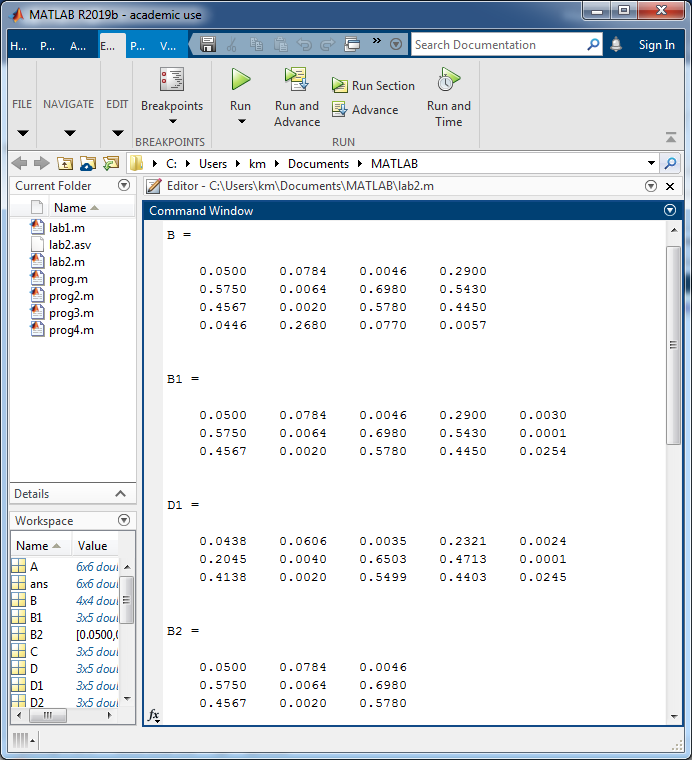 MATLAB R2019b - academic use
H... P... A... E... P... V... » Search Documentation Sign In
FILE NAVIGATE EDIT Breakpoints Run Run and Advance Run Section Advance Run and Time
BREAKPOINTS RUN
C: Users km Documents MATLAB
Current Folder
Name
lab1.m
lab2.asv
lab2.m
prog.m
prog2.m
prog3.m
prog4.m
Details
Workspace
Name Value
A 6x6 dou
ans 6x6 dou
B 4x4 dou
B1 3x5 dou
B2 [0.0500,0
C 3x5 dou
D 3x5 dou
D1 3x5 dou
D2 3x5 dou
Editor - C:\Users\km\Documents\MATLAB\lab2.m
Command Window
B =
0.0500 0.0784 0.0046 0.2900
0.5750 0.0064 0.6980 0.5430
0.4567 0.0020 0.5780 0.4450
0.0446 0.2680 0.0770 0.0057
B1 =
0.0500 0.0784 0.0046 0.2900 0.0030
0.5750 0.0064 0.6980 0.5430 0.0001
0.4567 0.0020 0.5780 0.4450 0.0254
D1 =
0.0438 0.0606 0.0035 0.2321 0.0024
0.2045 0.0040 0.6503 0.4713 0.0001
0.4138 0.0020 0.5499 0.4403 0.0245
B2 =
0.0500 0.0784 0.0046
0.5750 0.0064 0.6980
0.4567 0.0020 0.5780
fx